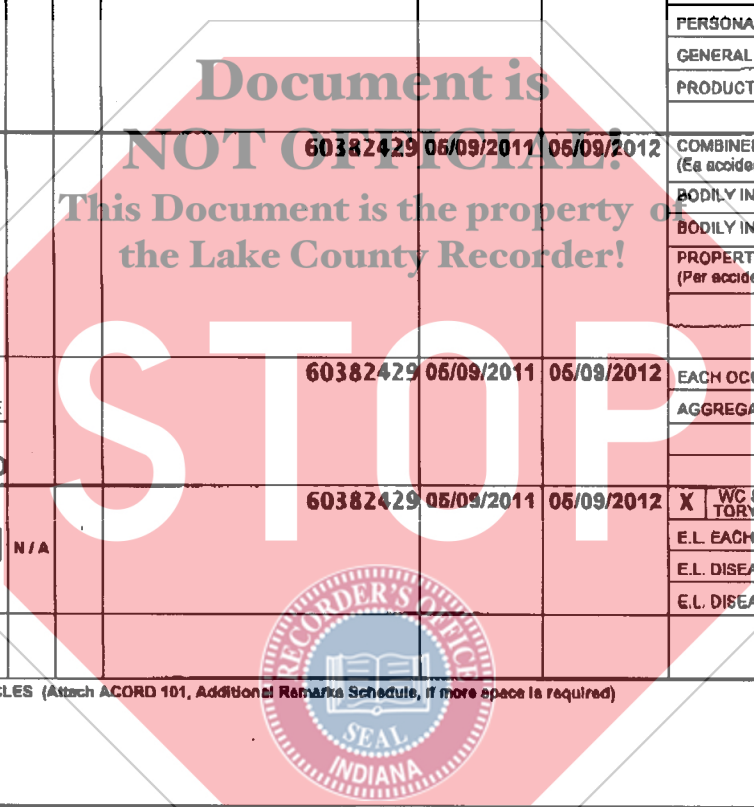 PERSONA
GENERAL
PRODUCT
Document is
NOT OFFICIAL!
60382429 05/09/2011 05/09/2012
COMBINE
(Ea accide
This Document is the property of
the Lake County Recorder!
BODILY IN
BODILY IN
PROPERT
(Per accide
STOP
60382429 05/09/2011 05/09/2012
EACH OCC
AGGREGA
60382429 05/09/2011 05/09/2012
X WC
TORY
N/A
E.L. EACH
E.L. DISEA
E.L. DISEA
RECORDER'S OFFICE
SEAL
INDIANA
LES (Attach ACORD 101, Additional Remarks Schedule, if more space is required)